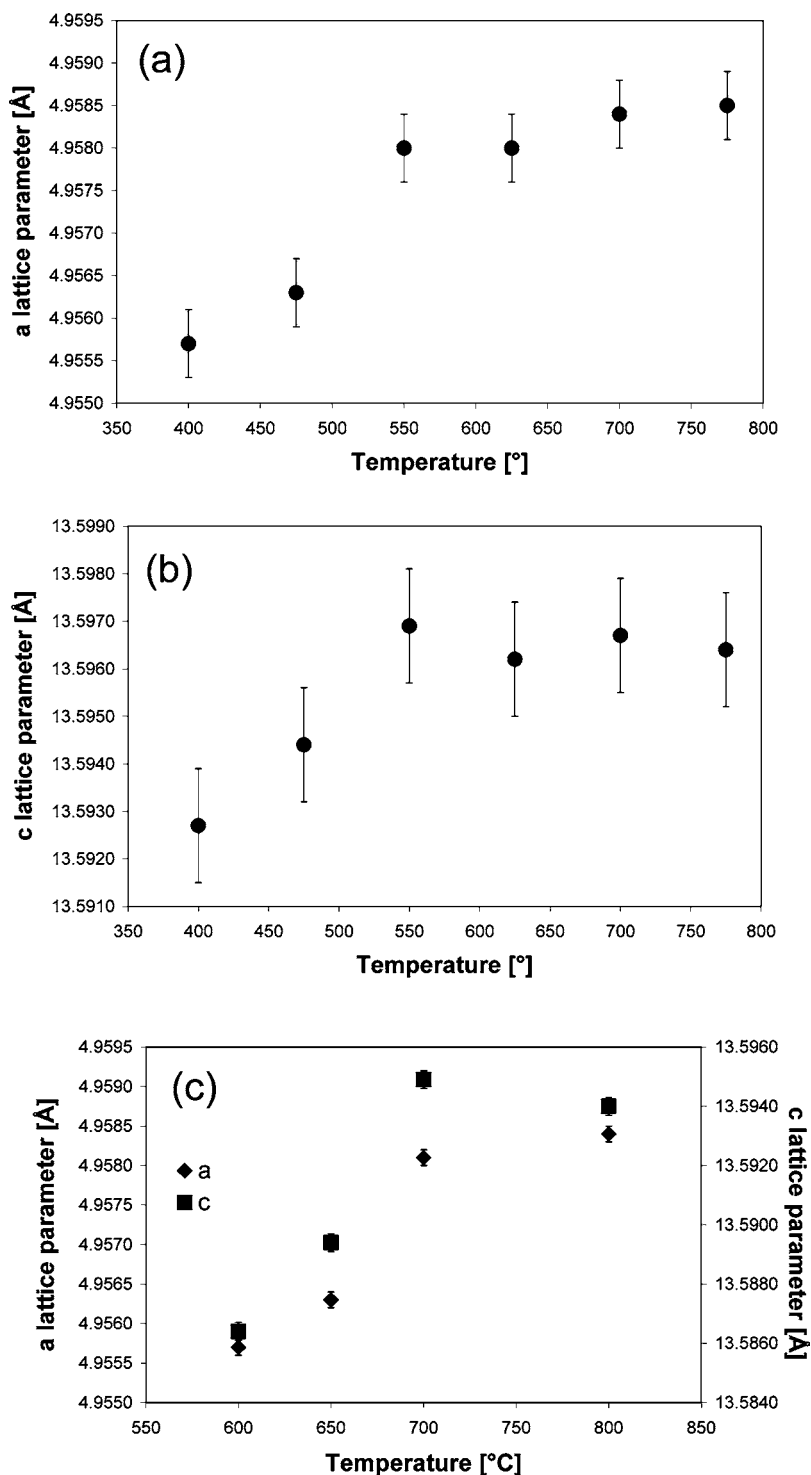 (a)
a lattice parameter [Å]
4.9595
4.9590
4.9585
4.9580
4.9575
4.9570
4.9565
4.9560
4.9555
4.9550
350 400 450 500 550 600 650 700 750 800
Temperature [°]
(b)
c lattice parameter [Å]
13.5990
13.5980
13.5970
13.5960
13.5950
13.5940
13.5930
13.5920
13.5910
350 400 450 500 550 600 650 700 750 800
Temperature [°]
(c)
a lattice parameter [Å]
4.9595
4.9590
4.9585
4.9580
4.9575
4.9570
4.9565
4.9560
4.9555
4.9550
a
c
13.5960
13.5940
13.5920
13.5900
13.5880
13.5860
13.5840
c lattice parameter [Å]
550 600 650 700 750 800 850
Temperature [°C]